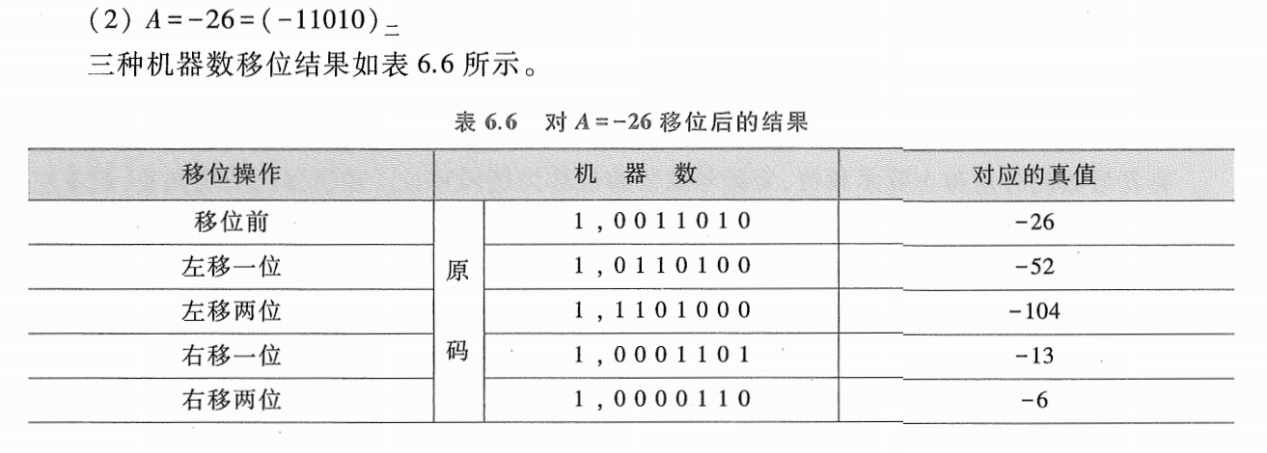 (2) A=-26=(-11010)二
三种机器数移位结果如表 6.6 所示。
表 6.6 对 A=-26 移位后的结果
移位操作 机器数 对应的真值
移位前 1,0011010 -26
左移一位 原 1,0110100 -52
左移两位 1,1101000 -104
右移一位 码 1,0001101 -13
右移两位 1,0000110 -6